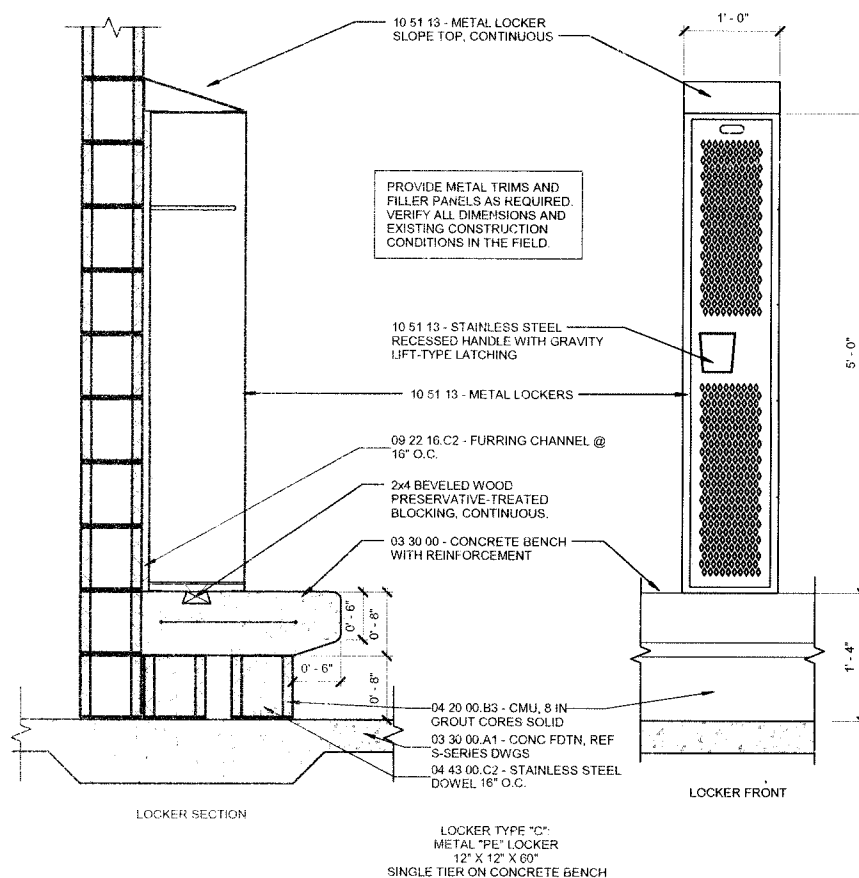 10 51 13 - METAL LOCKER
SLOPE TOP, CONTINUOUS
1' - 0"
PROVIDE METAL TRIMS AND
FILLER PANELS AS REQUIRED.
VERIFY ALL DIMENSIONS AND
EXISTING CONSTRUCTION
CONDITIONS IN THE FIELD.
10 51 13 - STAINLESS STEEL
RECESSED HANDLE WITH GRAVITY
LIFT-TYPE LATCHING
5' - 0"
10 51 13 - METAL LOCKERS
09 22 16.C2 - FURRING CHANNEL @
16" O.C.
2x4 BEVELED WOOD
PRESERVATIVE-TREATED
BLOCKING, CONTINUOUS.
03 30 00 - CONCRETE BENCH
WITH REINFORCEMENT
0' - 6"
0' - 8"
0' - 6"
0' - 8"
1' - 4"
04 20 00.B3 - CMU, 8 IN
GROUT CORES SOLID
03 30 00.A1 - CONC FDTN, REF
S-SERIES DWGS
04 43 00.C2 - STAINLESS STEEL
DOWEL 16" O.C.
LOCKER SECTION
LOCKER FRONT
LOCKER TYPE "C":
METAL "PE" LOCKER
12" X 12" X 60"
SINGLE TIER ON CONCRETE BENCH